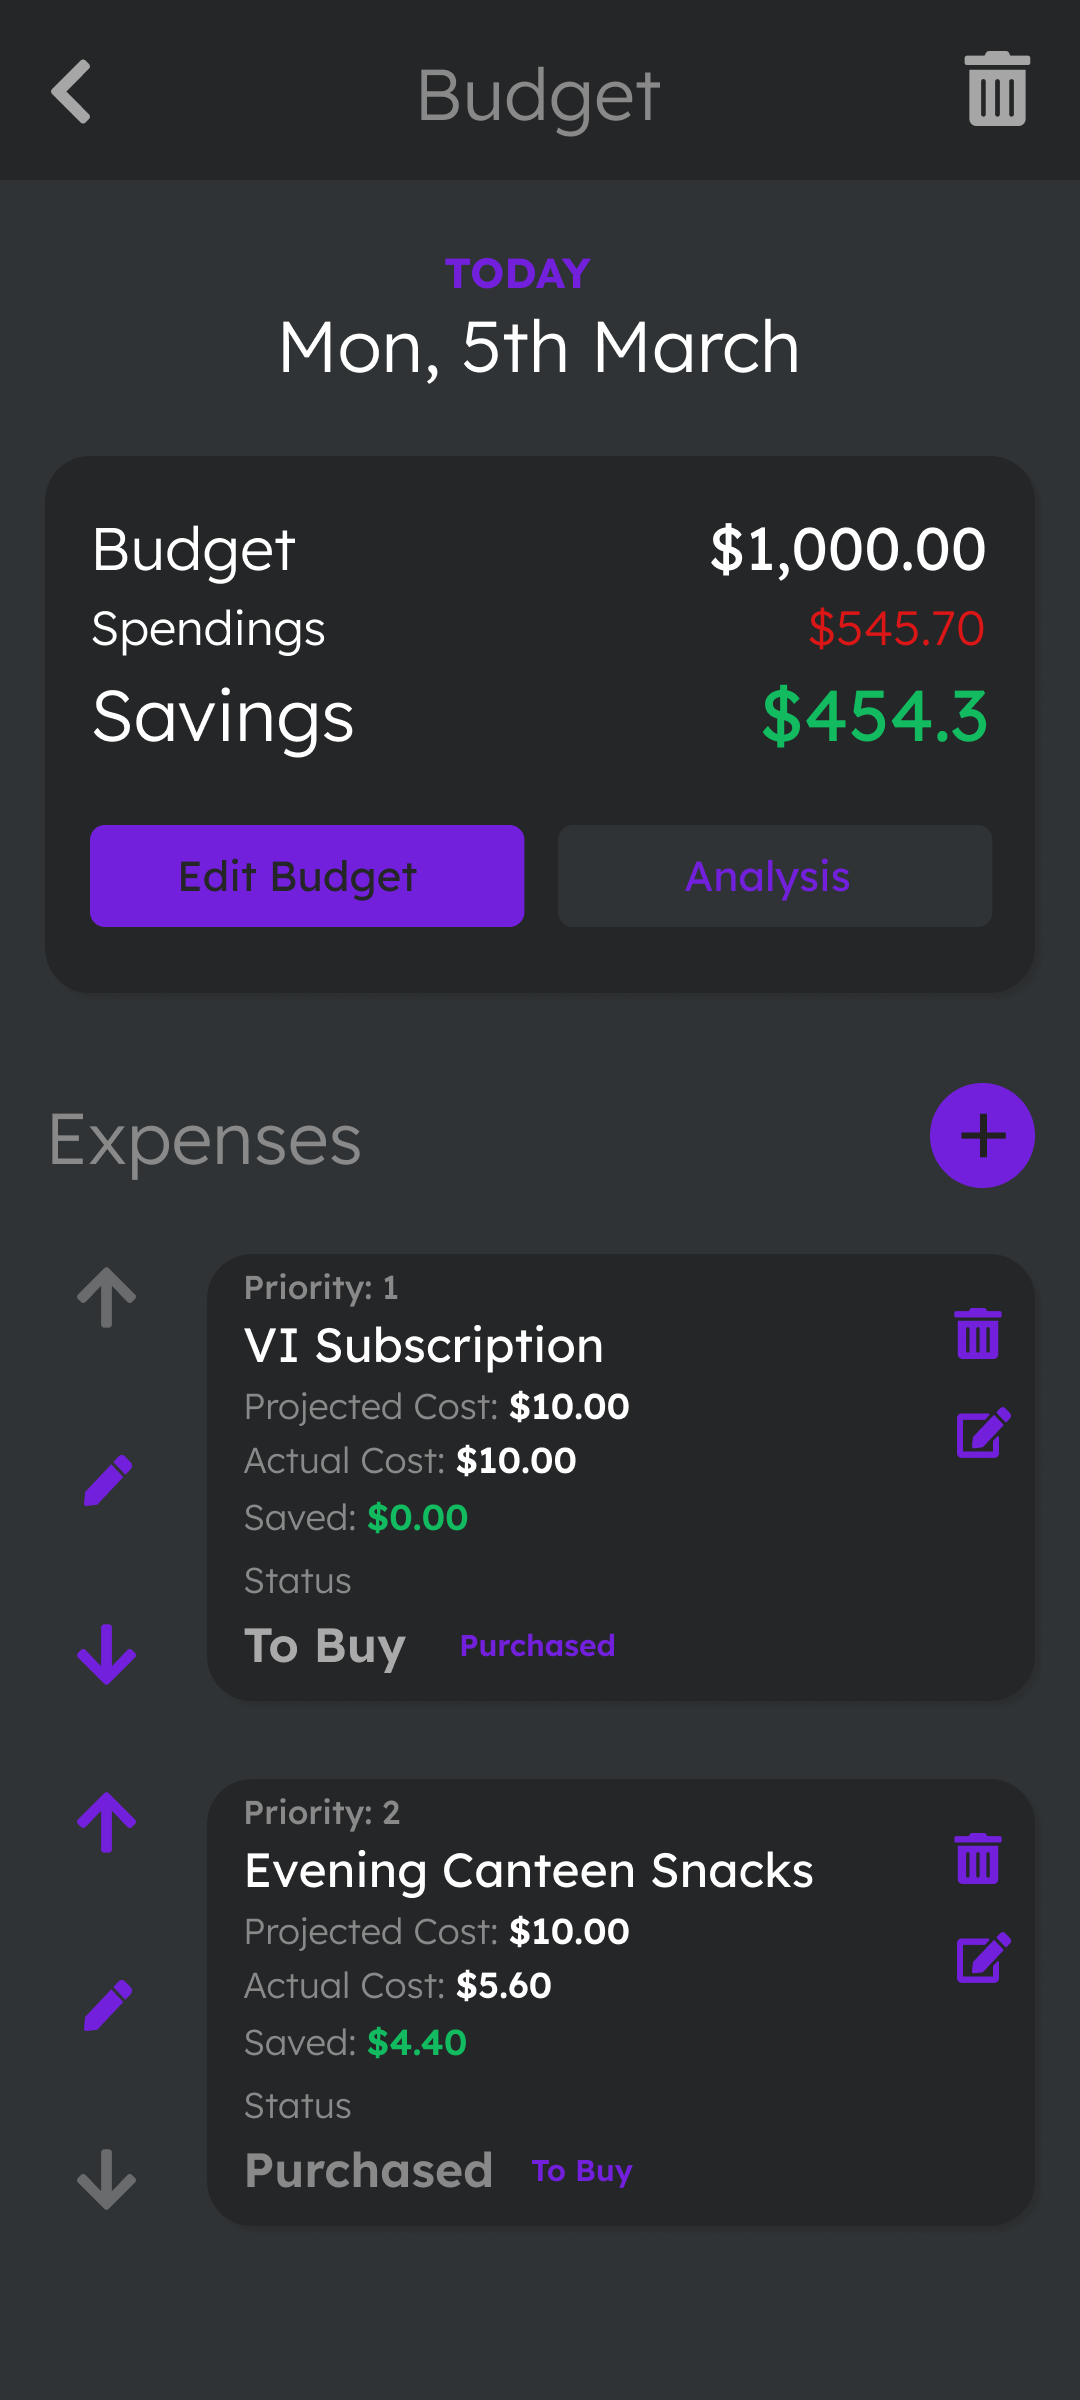 Budget
TODAY
Mon, 5th March
Budget $1,000.00
Spendings $545.70
Savings $454.3
Edit Budget Analysis
Expenses
Priority: 1
VI Subscription
Projected Cost: $10.00
Actual Cost: $10.00
Saved: $0.00
Status
To Buy Purchased
Priority: 2
Evening Canteen Snacks
Projected Cost: $10.00
Actual Cost: $5.60
Saved: $4.40
Status
Purchased To Buy